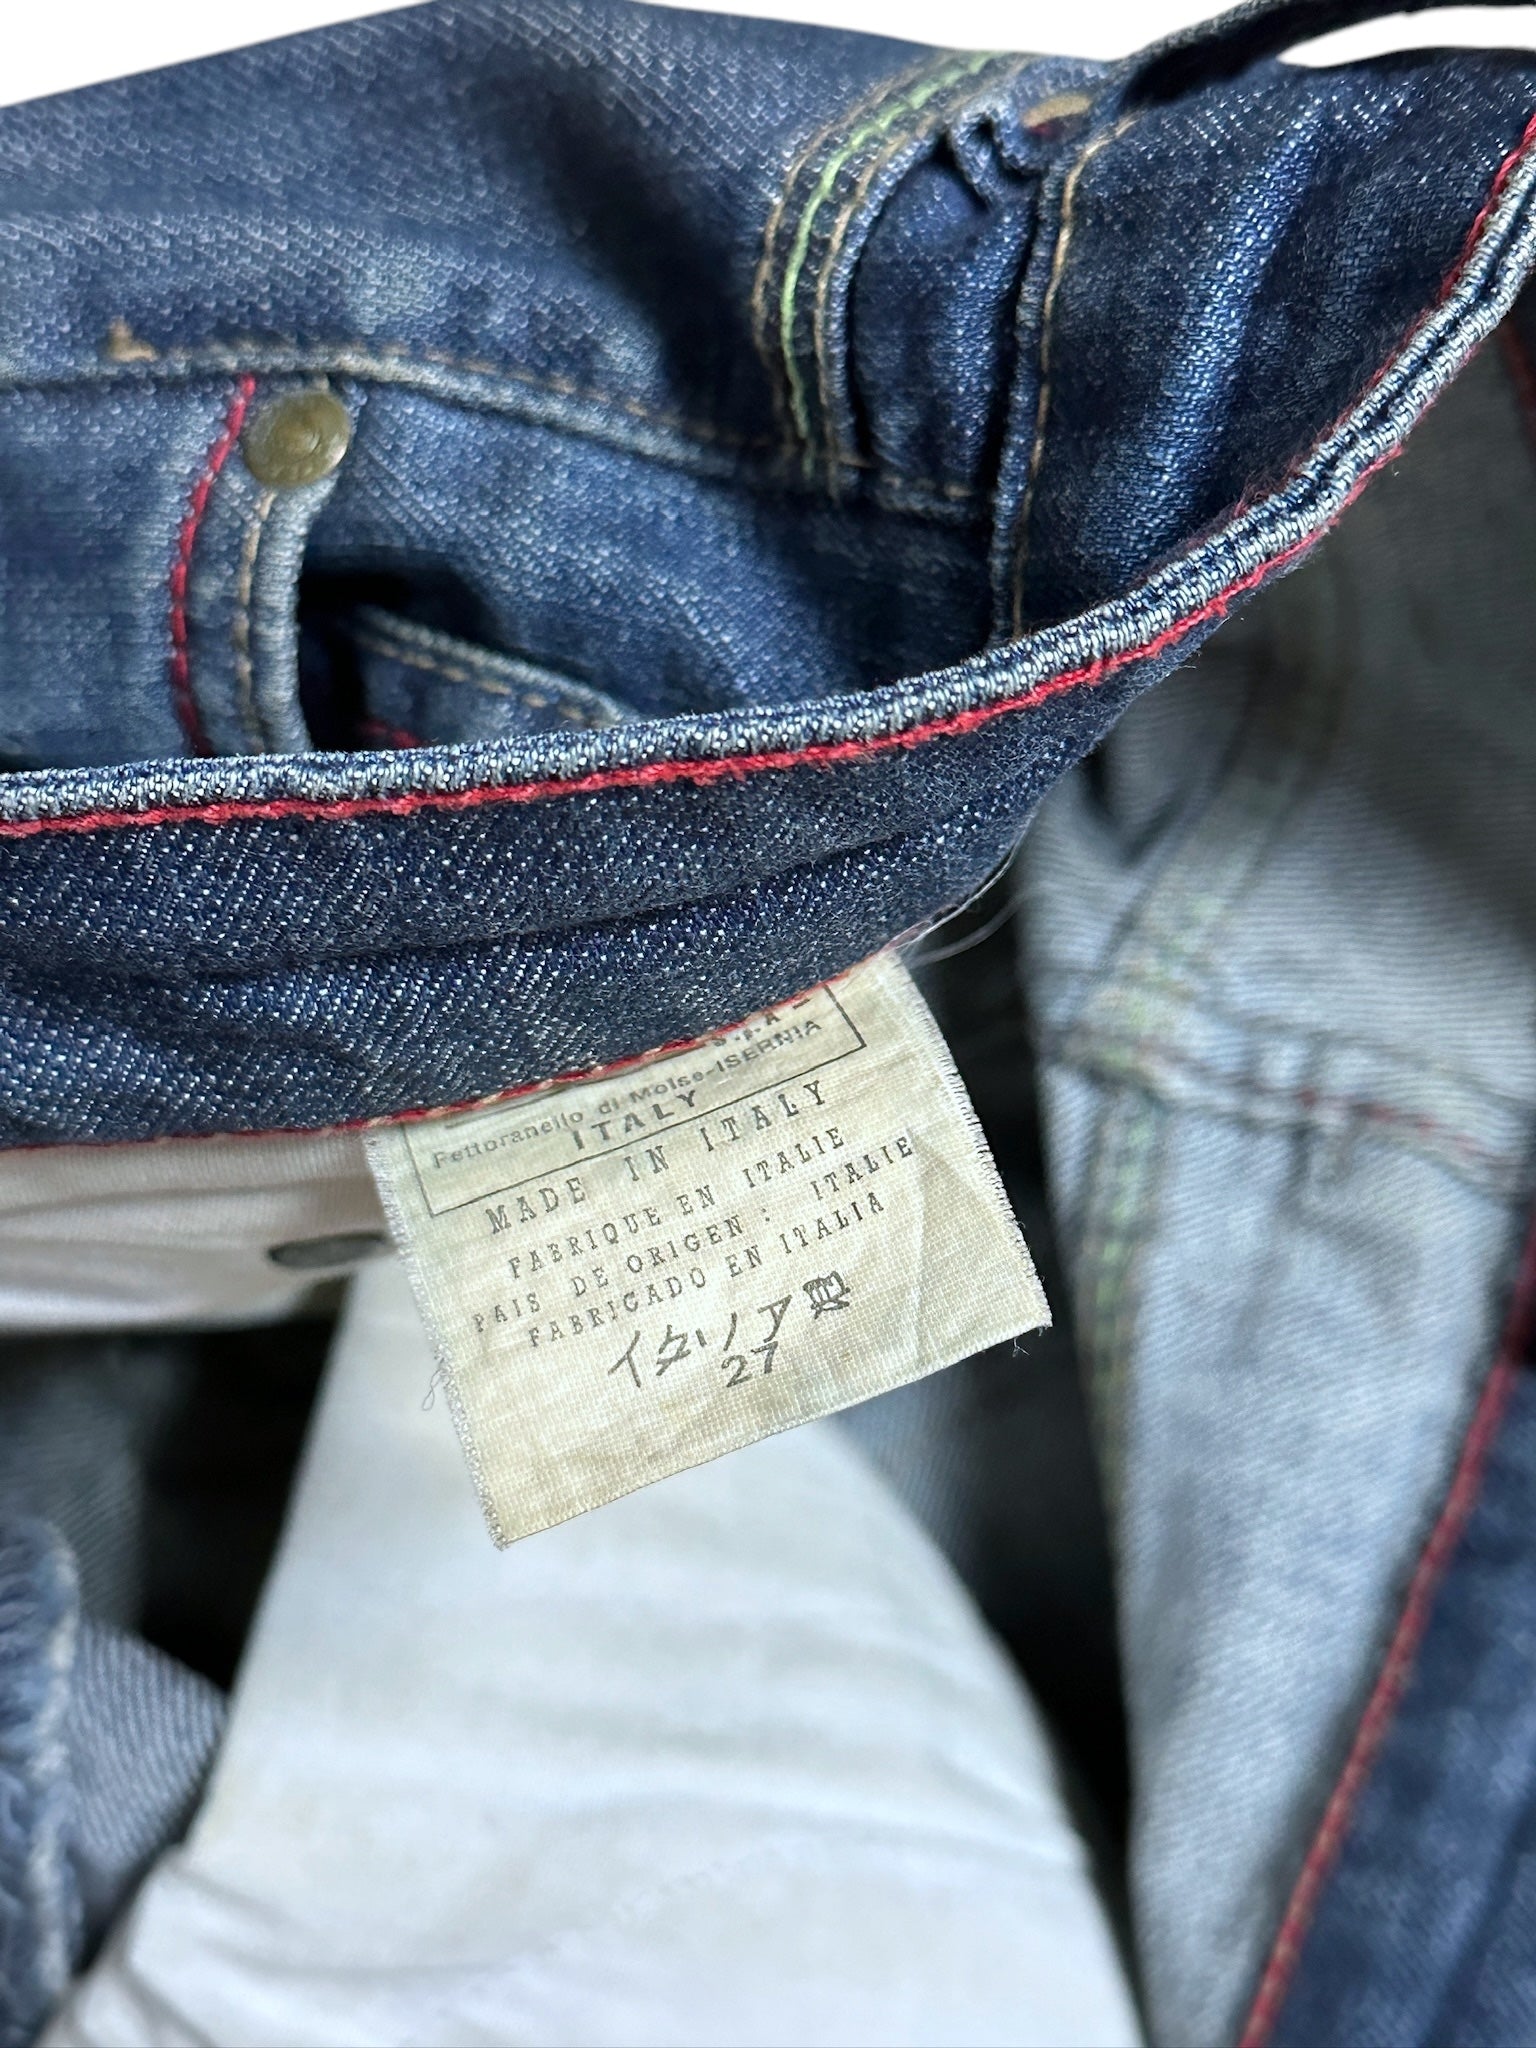 S.p.A
Pettoranello di Molise-ISERNIA
ITALY
MADE IN ITALY
FABRIQUE EN ITALIE
PAIS DE ORIGEN : ITALIE
FABRICADO EN ITALIA
イタリア製
27